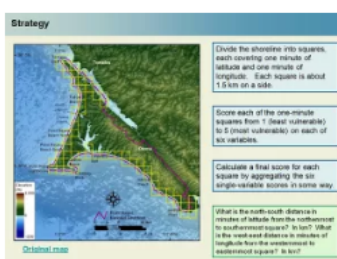 Strategy
Divide the shoreline into squares,
each covering one minute of
latitude and one minute of
longitude. Each square is about
1.5 km on a side.
Score each of the one-minute
squares from 1 (least vulnerable)
to 5 (most vulnerable) on each of
six variables.
Calculate a final score for each
square by aggregating the six
single-variable scores in some way
What is the north-south distance in
minutes of latitude from the northernmost
to southernmost square? In km? What
is the west-east distance in minutes of
longitude from the westernmost to
easternmost square? In km?
Original map